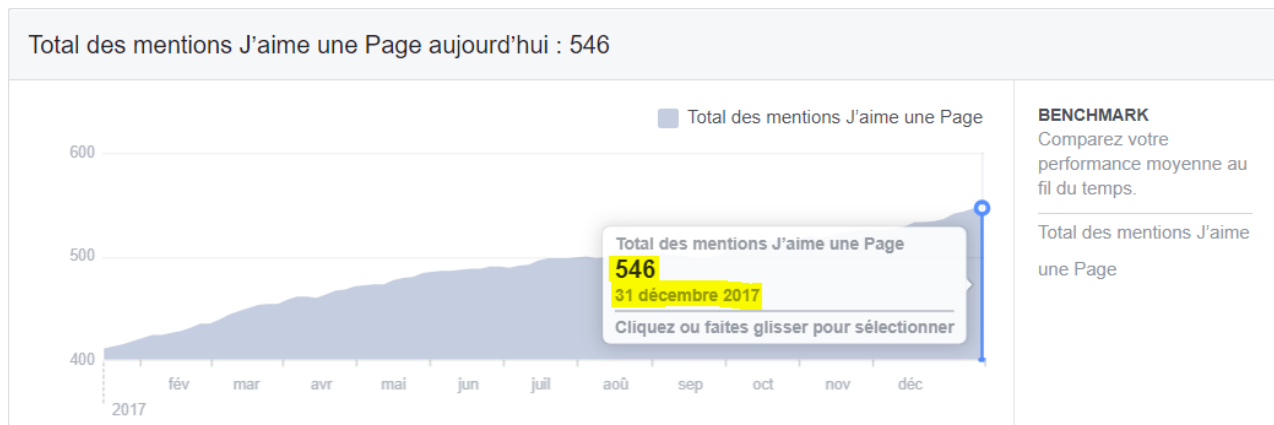 Total des mentions J’aime une Page aujourd’hui : 546
Total des mentions J’aime une Page
600
500
400
Total des mentions J’aime une Page
546
31 décembre 2017
Cliquez ou faites glisser pour sélectionner
fév mar avr mai jun juil aoû sep oct nov déc
2017
BENCHMARK
Comparez votre
performance moyenne au
fil du temps.
Total des mentions J’aime
une Page